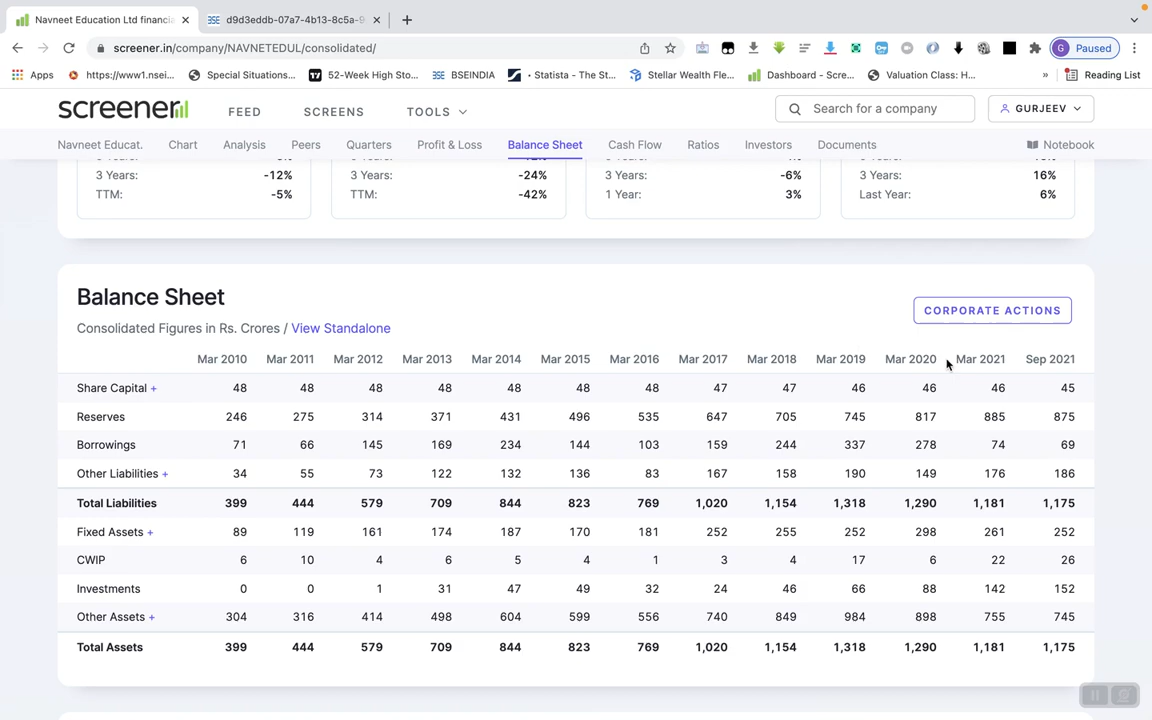 Navneet Education Ltd financia
d9d3eddb-07a7-4b13-8c5a-9
screener.in/company/NAVNETEDUL/consolidated/
G Paused
Apps https://www1.nsei... Special Situations... 52-Week High Sto... BSEINDIA • Statista - The St... Stellar Wealth Fle... Dashboard - Scre... Valuation Class: H... » Reading List
screener FEED SCREENS TOOLS Search for a company GURJEEV
Navneet Educat. Chart Analysis Peers Quarters Profit & Loss Balance Sheet Cash Flow Ratios Investors Documents Notebook
3 Years: -12% 3 Years: -24% 3 Years: -6% 3 Years: 16%
TTM: -5% TTM: -42% 1 Year: 3% Last Year: 6%
Balance Sheet
CORPORATE ACTIONS
Consolidated Figures in Rs. Crores / View Standalone
Mar 2010 Mar 2011 Mar 2012 Mar 2013 Mar 2014 Mar 2015 Mar 2016 Mar 2017 Mar 2018 Mar 2019 Mar 2020 Mar 2021 Sep 2021
Share Capital + 48 48 48 48 48 48 48 47 47 46 46 46 45
Reserves 246 275 314 371 431 496 535 647 705 745 817 885 875
Borrowings 71 66 145 169 234 144 103 159 244 337 278 74 69
Other Liabilities + 34 55 73 122 132 136 83 167 158 190 149 176 186
Total Liabilities 399 444 579 709 844 823 769 1,020 1,154 1,318 1,290 1,181 1,175
Fixed Assets + 89 119 161 174 187 170 181 252 255 252 298 261 252
CWIP 6 10 4 6 5 4 1 3 4 17 6 22 26
Investments 0 0 1 31 47 49 32 24 46 66 88 142 152
Other Assets + 304 316 414 498 604 599 556 740 849 984 898 755 745
Total Assets 399 444 579 709 844 823 769 1,020 1,154 1,318 1,290 1,181 1,175